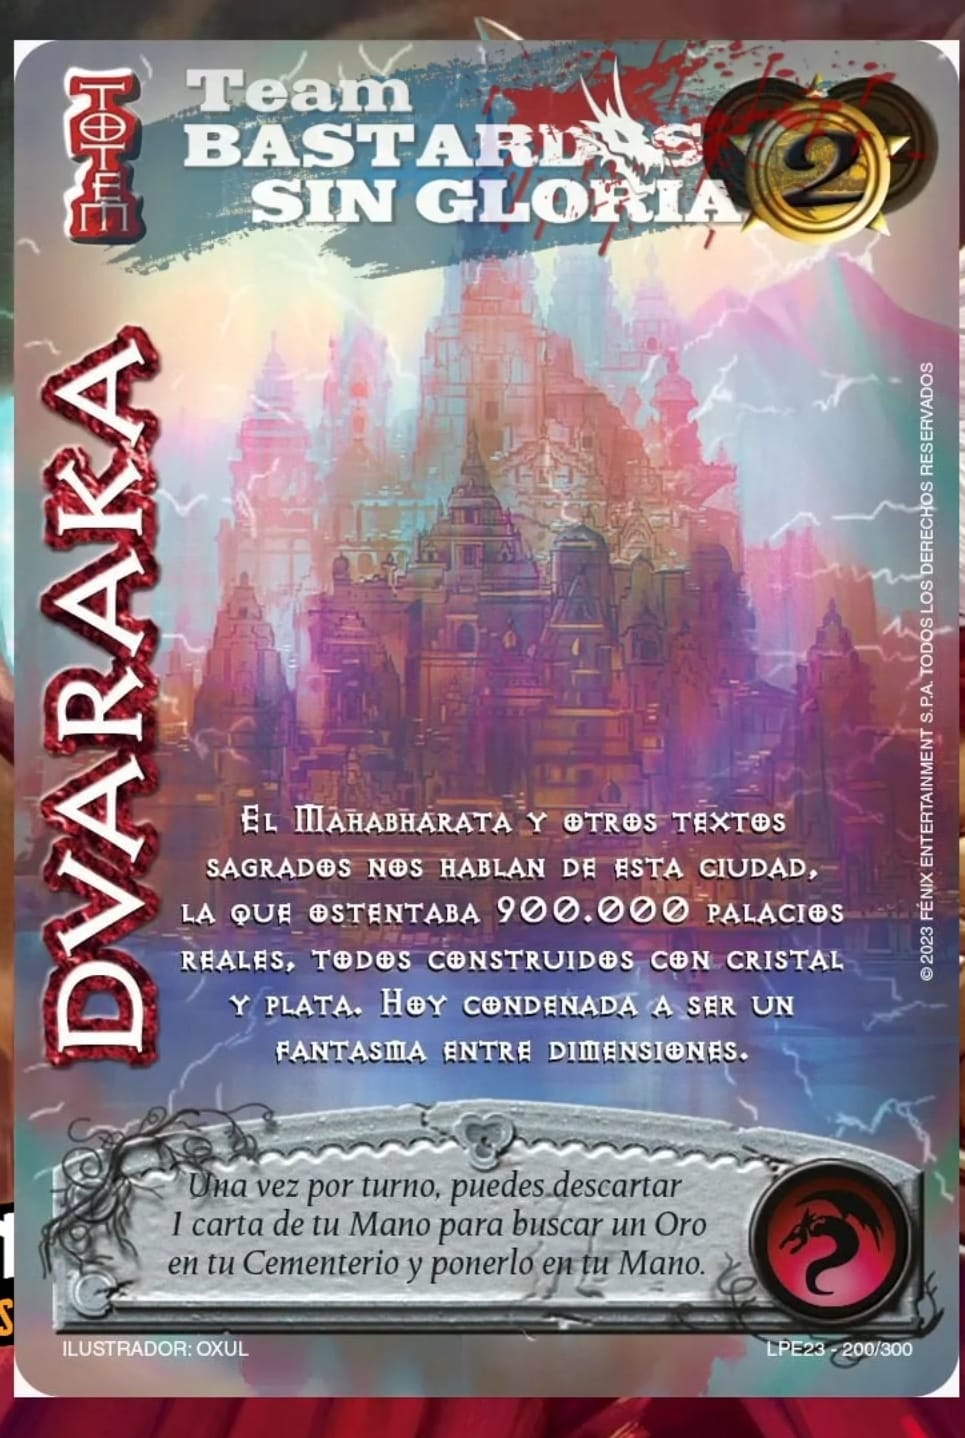 TOTEM
Team
BASTARDOS
SIN GLORIA
2
DVARAKA
El Mahabharata y otros textos
sagrados nos hablan de esta ciudad,
la que ostentaba 900.000 palacios
reales, todos construidos con cristal
y plata. Hoy condenada a ser un
fantasma entre dimensiones.
Una vez por turno, puedes descartar
1 carta de tu Mano para buscar un Oro
en tu Cementerio y ponerlo en tu Mano.
ILUSTRADOR: OXUL
LPE23 - 200/300
©2023 FÉNIX ENTERTAINMENT S.P.A. TODOS LOS DERECHOS RESERVADOS